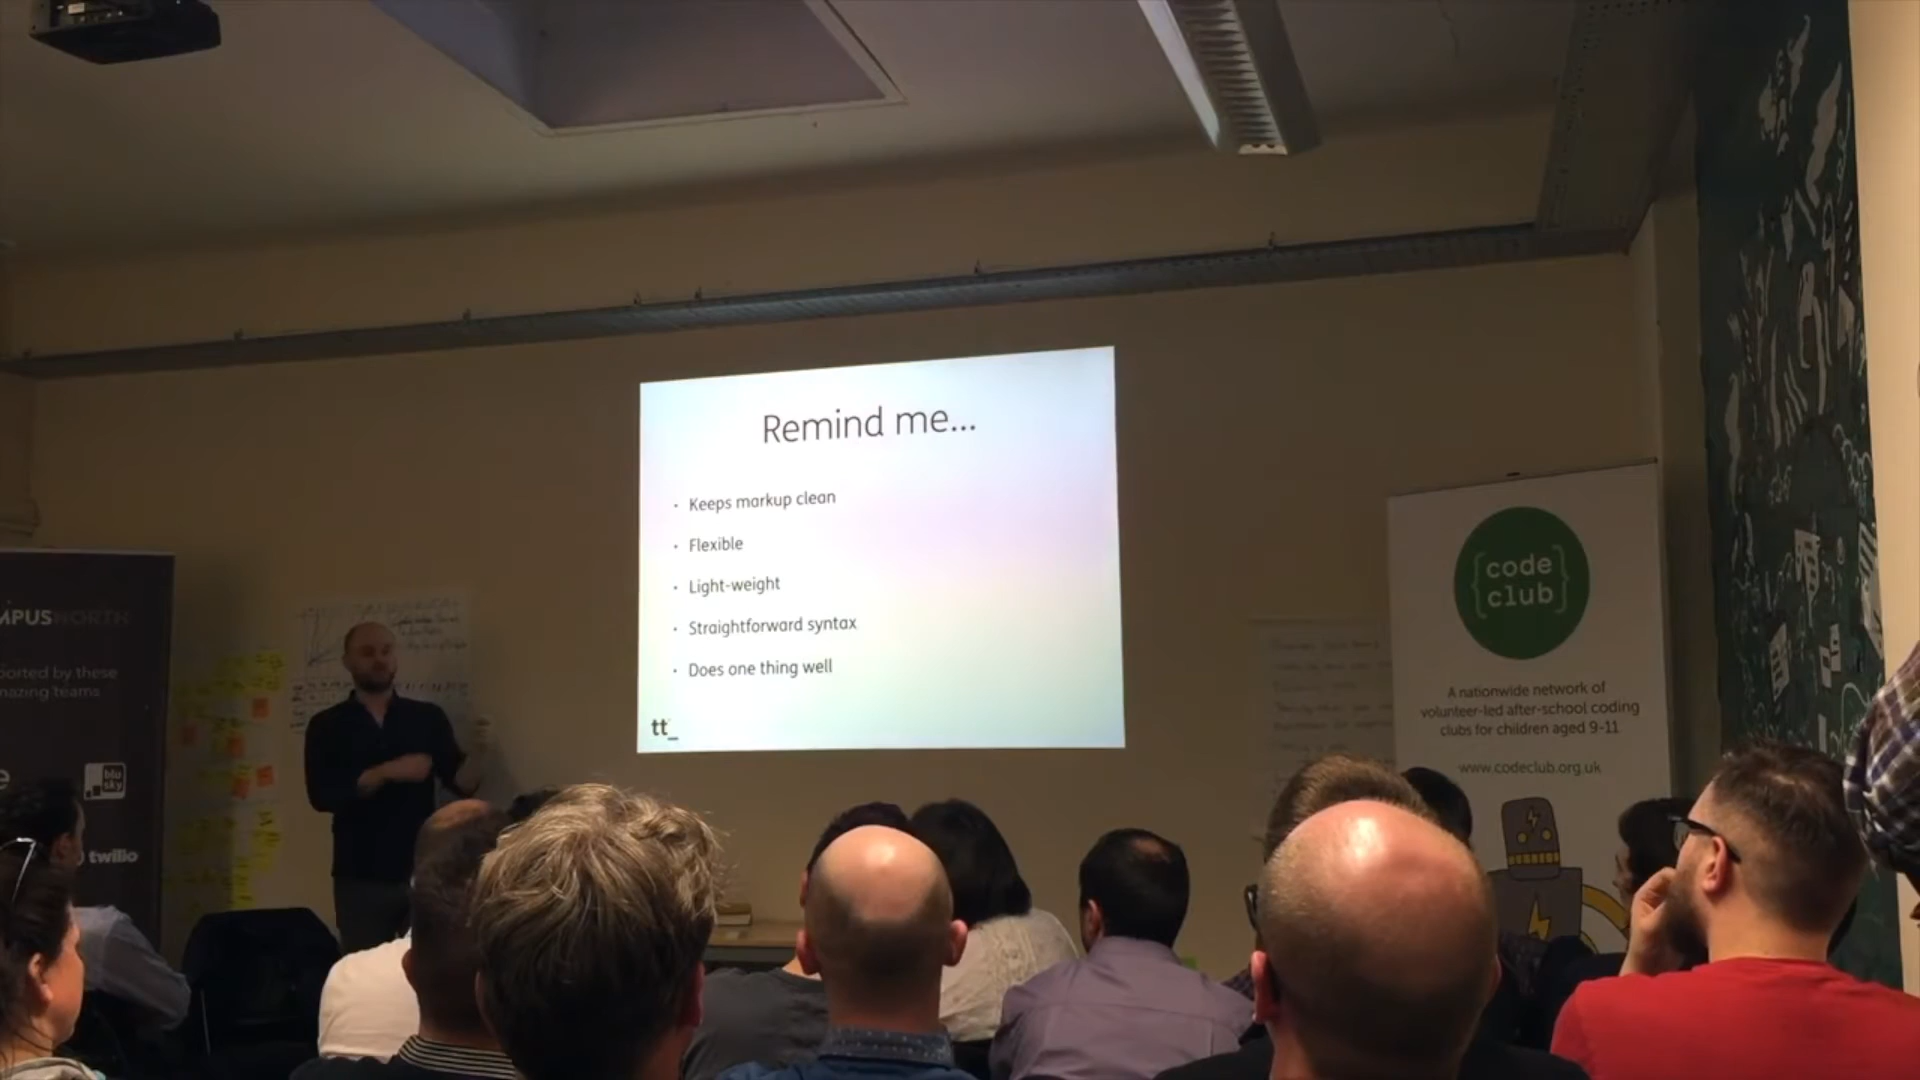 Remind me...
• Keeps markup clean
• Flexible
• Light-weight
• Straightforward syntax
• Does one thing well
tt_
MPUSNORTH
ported by these
mazing teams
blu
sky
twilio
{code
club}
A nationwide network of
volunteer-led after-school coding
clubs for children aged 9-11
www.codeclub.org.uk